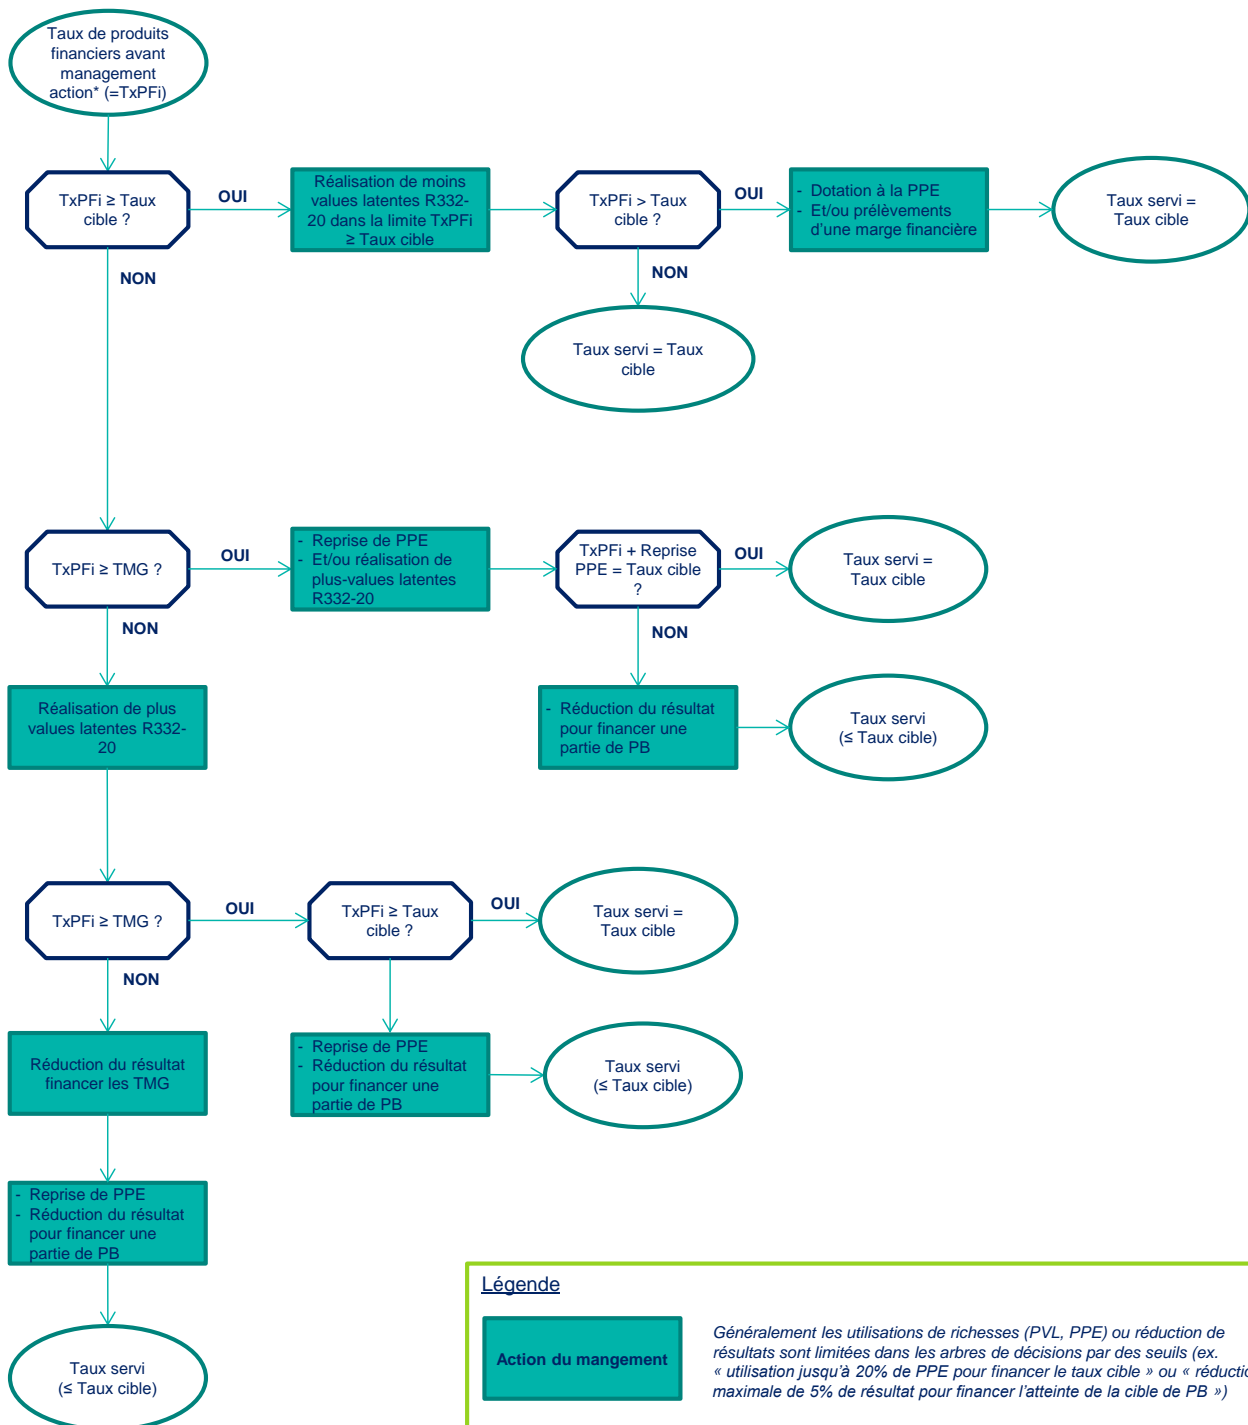 Taux de produits
financiers avant
management
action* (=TxPFi)
TxPFi ≥ Taux
cible ?
OUI
Réalisation de moins
values latentes R332-
20 dans la limite TxPFi
≥ Taux cible
TxPFi > Taux
cible ?
OUI
- Dotation à la PPE
- Et/ou prélèvements
d'une marge financière
Taux servi =
Taux cible
NON
NON
Taux servi = Taux
cible
TxPFi ≥ TMG ?
OUI
- Reprise de PPE
- Et/ou réalisation de
plus-values latentes
R332-20
TxPFi + Reprise
PPE = Taux cible
?
OUI
Taux servi =
Taux cible
NON
NON
Réalisation de plus
values latentes R332-
20
- Réduction du résultat
pour financer une
partie de PB
Taux servi
(≤ Taux cible)
TxPFi ≥ TMG ?
OUI
TxPFi ≥ Taux
cible ?
OUI
Taux servi =
Taux cible
NON
Réduction du résultat
financer les TMG
- Reprise de PPE
- Réduction du résultat
pour financer une
partie de PB
Taux servi
(≤ Taux cible)
- Reprise de PPE
- Réduction du résultat
pour financer une
partie de PB
Taux servi
(≤ Taux cible)
Légende
Action du mangement
Généralement les utilisations de richesses (PVL, PPE) ou réduction de
résultats sont limitées dans les arbres de décisions par des seuils (ex.
« utilisation jusqu'à 20% de PPE pour financer le taux cible » ou « réductio
maximale de 5% de résultat pour financer l'atteinte de la cible de PB »)